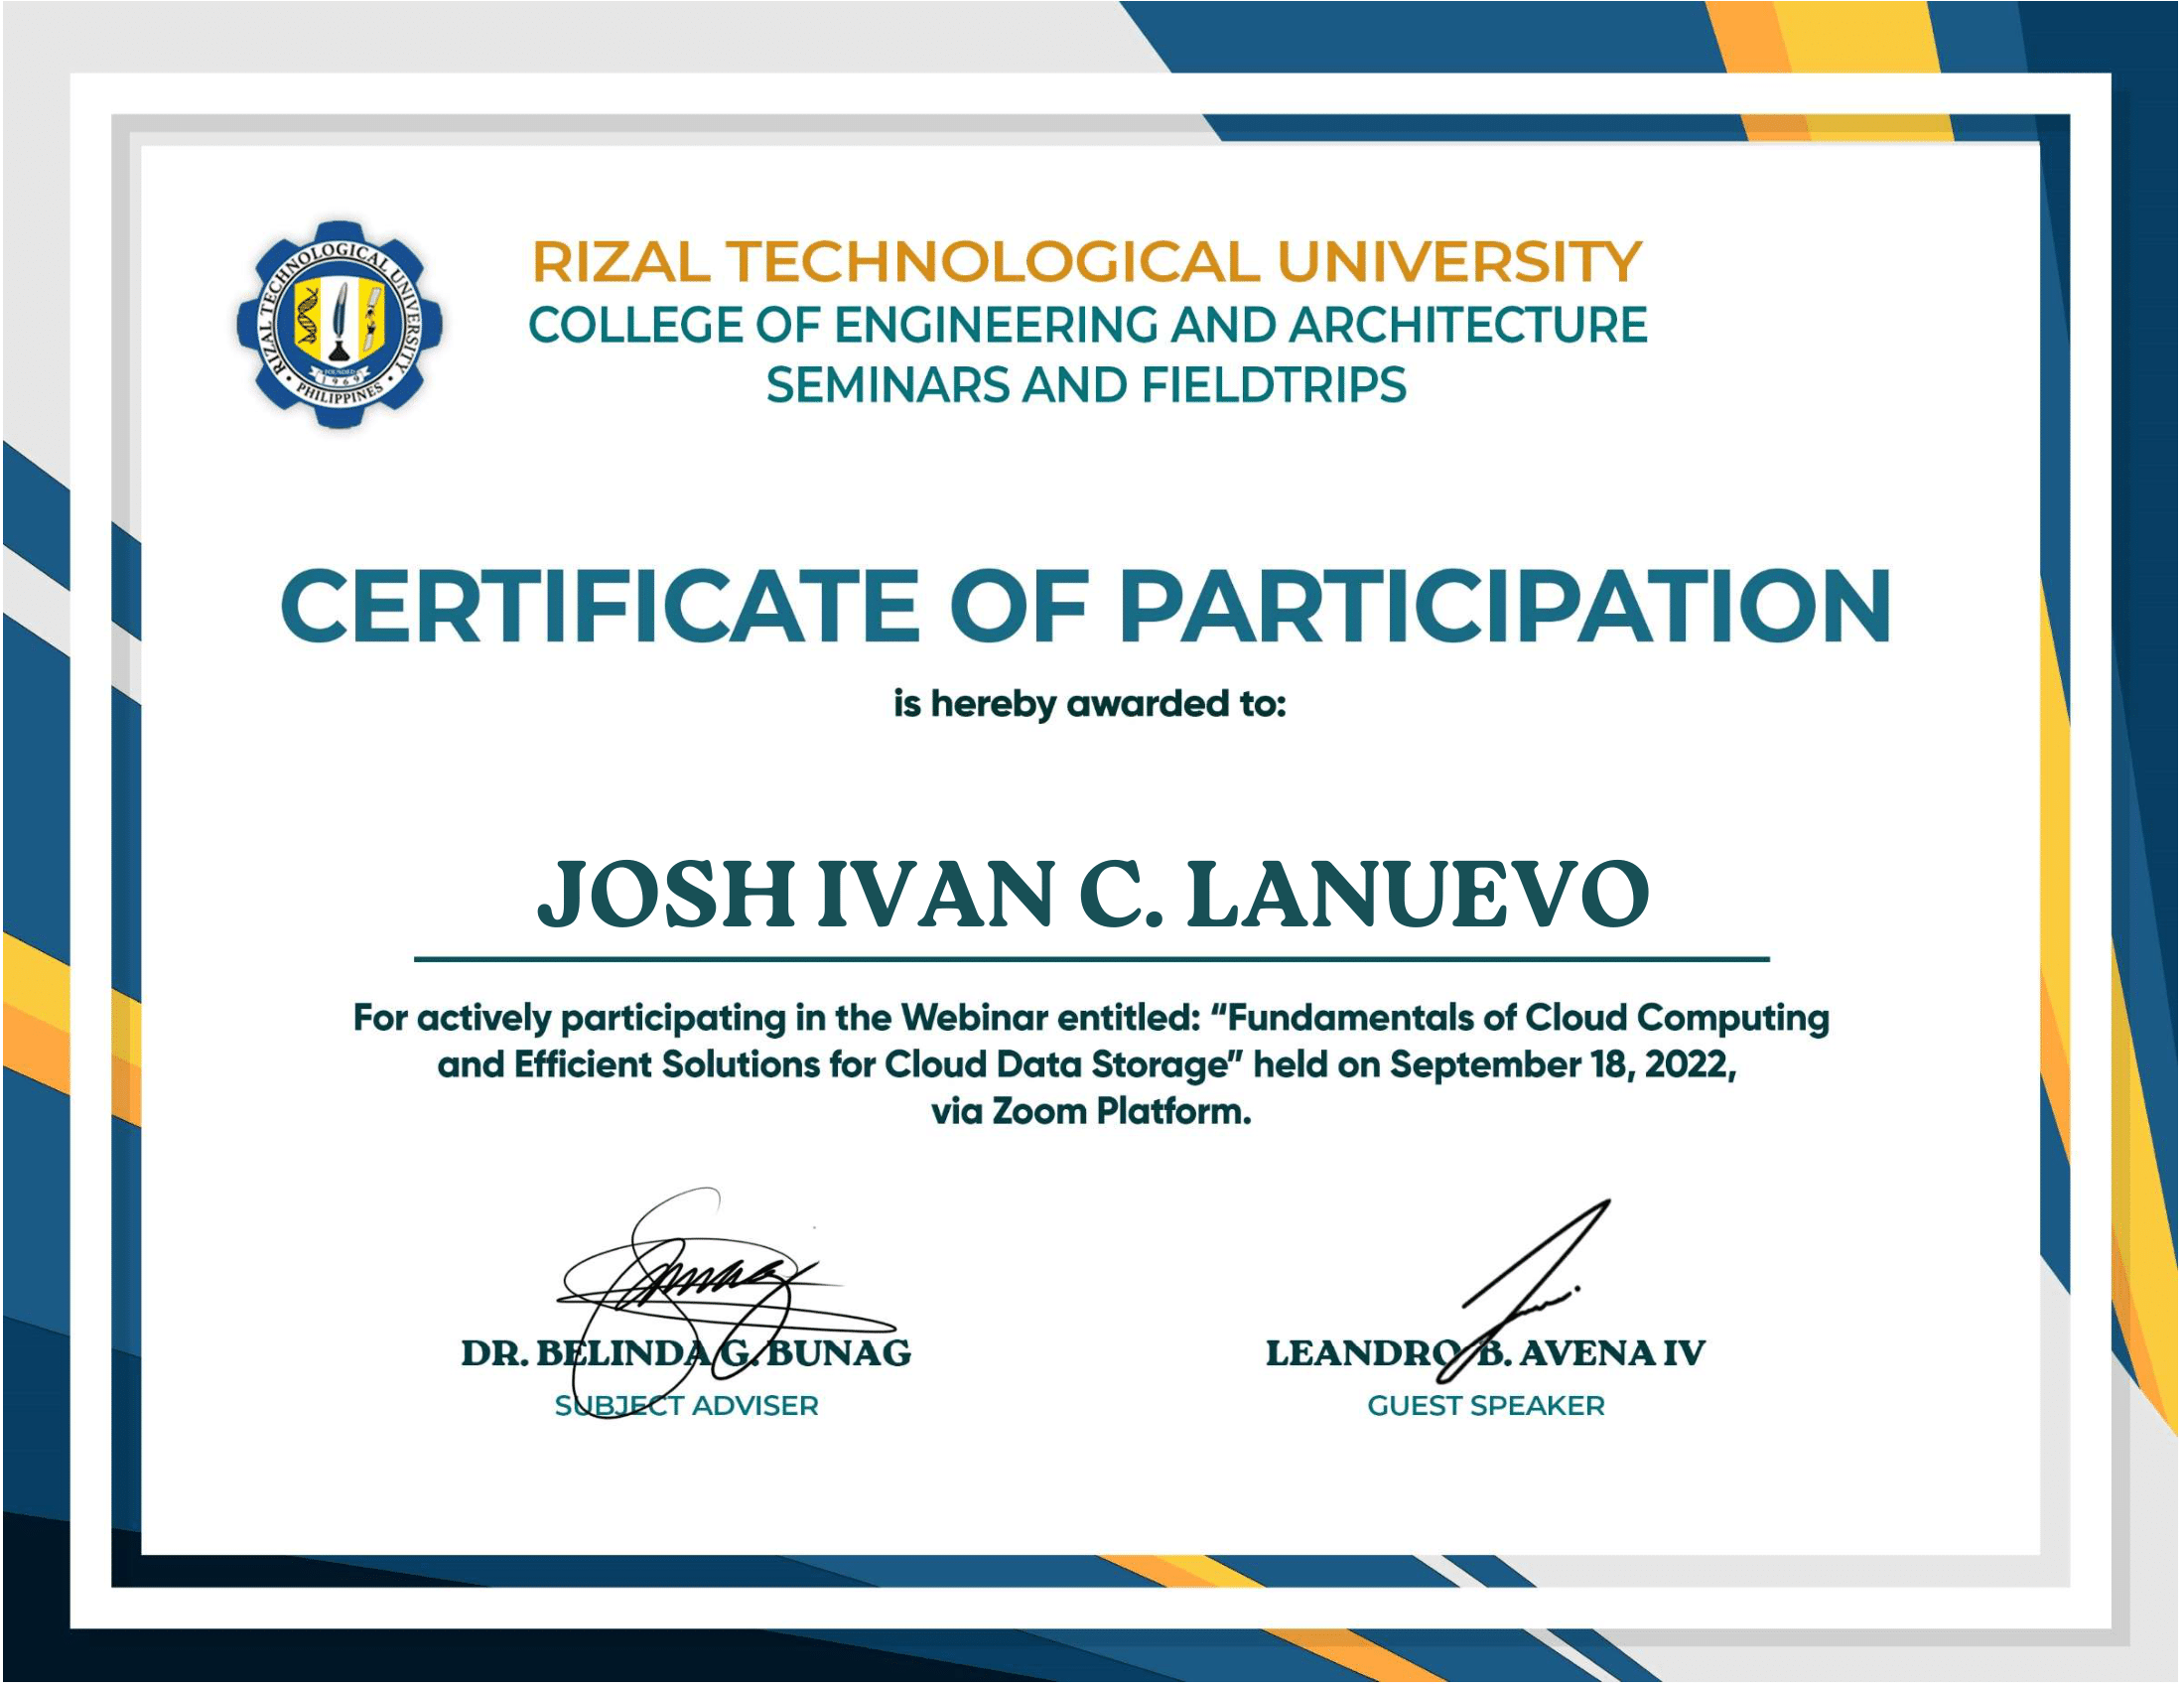 RIZAL TECHNOLOGICAL UNIVERSITY
COLLEGE OF ENGINEERING AND ARCHITECTURE
SEMINARS AND FIELDTRIPS
RIZAL TECHNOLOGICAL UNIVERSITY
• PHILIPPINES •
FOUNDED
1969
CERTIFICATE OF PARTICIPATION
is hereby awarded to:
JOSH IVAN C. LANUEVO
For actively participating in the Webinar entitled: “Fundamentals of Cloud Computing
and Efficient Solutions for Cloud Data Storage” held on September 18, 2022,
via Zoom Platform.
DR. BELINDA G. BUNAG
SUBJECT ADVISER
LEANDRO B. AVENA IV
GUEST SPEAKER